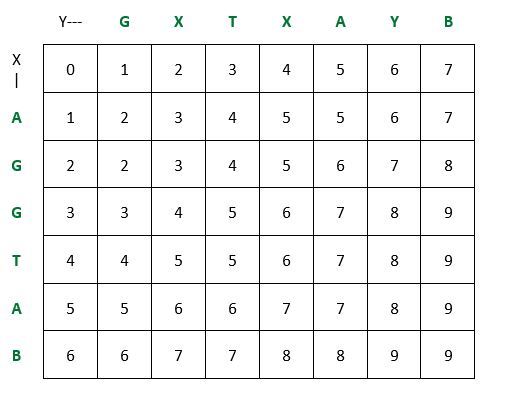 Y--- G X T X A Y B
X 0 1 2 3 4 5 6 7
|
A 1 2 3 4 5 5 6 7
G 2 2 3 4 5 6 7 8
G 3 3 4 5 6 7 8 9
T 4 4 5 5 6 7 8 9
A 5 5 6 6 7 7 8 9
B 6 6 7 7 8 8 9 9